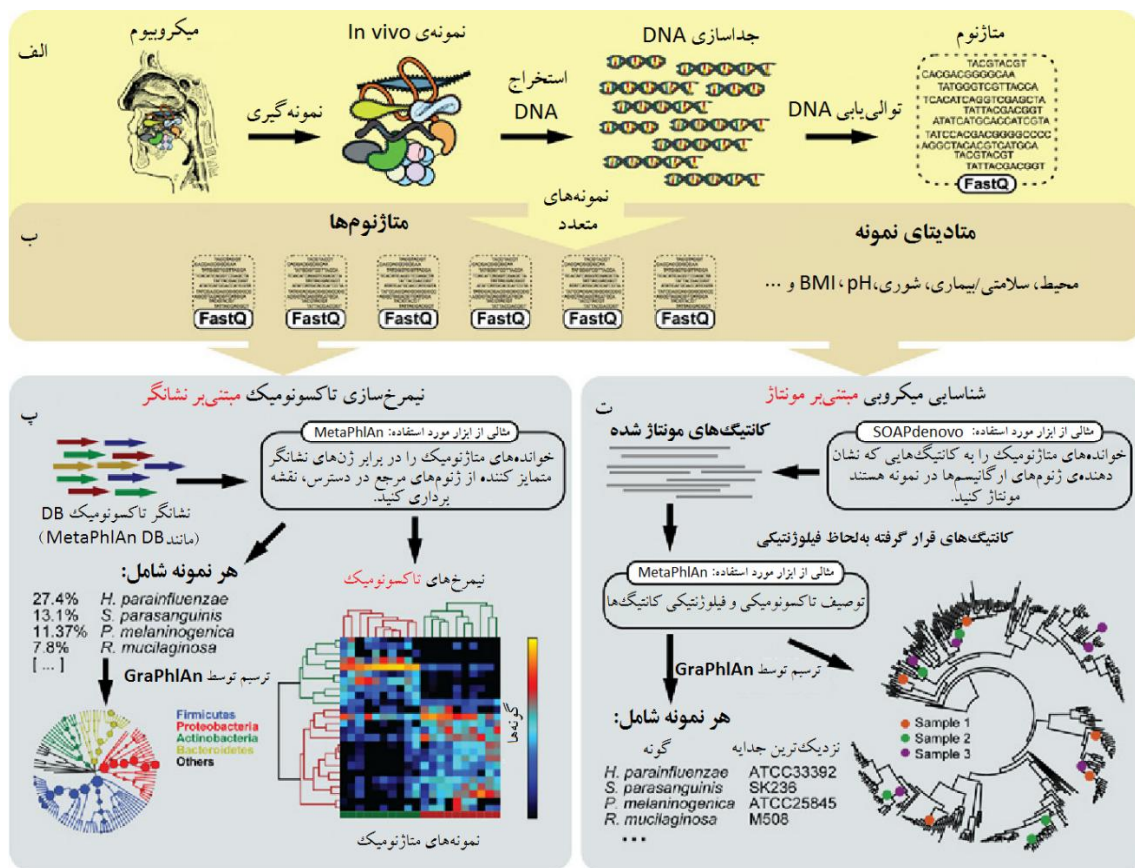 الف
میکروبیوم
نمونه‌ی In vivo
جداسازی DNA
متاژنوم
نمونه‌گیری
استخراج
DNA
توالی‌یابی DNA
TACGTACGT
CACGACGGGGCAA
TATGGGTCGTTACCA
TCACATCAGGTCGAGCTA
TATTACGACGGT
ATATCATGCAGCATCGTA
TATCCACGACGGGGCCCC
AGGCTACACGTCATGCA
TACGTACGT
TATTACGACGGT
FastQ
نمونه‌های
متعدد
ب
متاژنوم‌ها
FastQ
FastQ
FastQ
FastQ
FastQ
FastQ
متادیتای نمونه
محیط، سلامتی/بیماری، شوری، pH، BMI و ...
پ
نیمرخ‌سازی تاکسونومیک مبتنی‌بر نشانگر
مثالی از ابزار مورد استفاده: MetaPhlAn
خوانده‌های متاژنومیک را در برابر ژن‌های نشانگر
متمایز کننده از ژنوم‌های مرجع در دسترس، نقشه
برداری کنید.
نشانگر تاکسونومیک DB
(مانند MetaPhlAn DB)
هر نمونه شامل:
27.4% H. parainfluenzae
13.1% S. parasanguinis
11.37% P. melaninogenica
7.8% R. mucilaginosa
[ ... ]
ترسیم توسط GraPhlAn
Firmicutes
Proteobacteria
Actinobacteria
Bacteroidetes
Others
نیمرخ‌های تاکسونومیک
گونه‌ها
نمونه‌های متاژنومیک
ت
شناسایی میکروبی مبتنی‌بر مونتاژ
مثالی از ابزار مورد استفاده: SOAPdenovo
خوانده‌های متاژنومیک را به کانتیگ‌هایی که نشان
دهنده‌ی ژنوم‌های ارگانیسم‌ها در نمونه هستند
مونتاژ کنید.
کانتیگ‌های مونتاژ شده
کانتیگ‌های قرار گرفته به‌لحاظ فیلوژنتیکی
مثالی از ابزار مورد استفاده: MetaPhlAn
توصیف تاکسونومیکی و فیلوژنتیکی کانتیگ‌ها
ترسیم توسط GraPhlAn
هر نمونه شامل:
گونه نزدیک‌ترین جدایه
H. parainfluenzae ATCC33392
S. parasanguinis SK236
P. melaninogenica ATCC25845
R. mucilaginosa M508
...
Sample 1
Sample 2
Sample 3